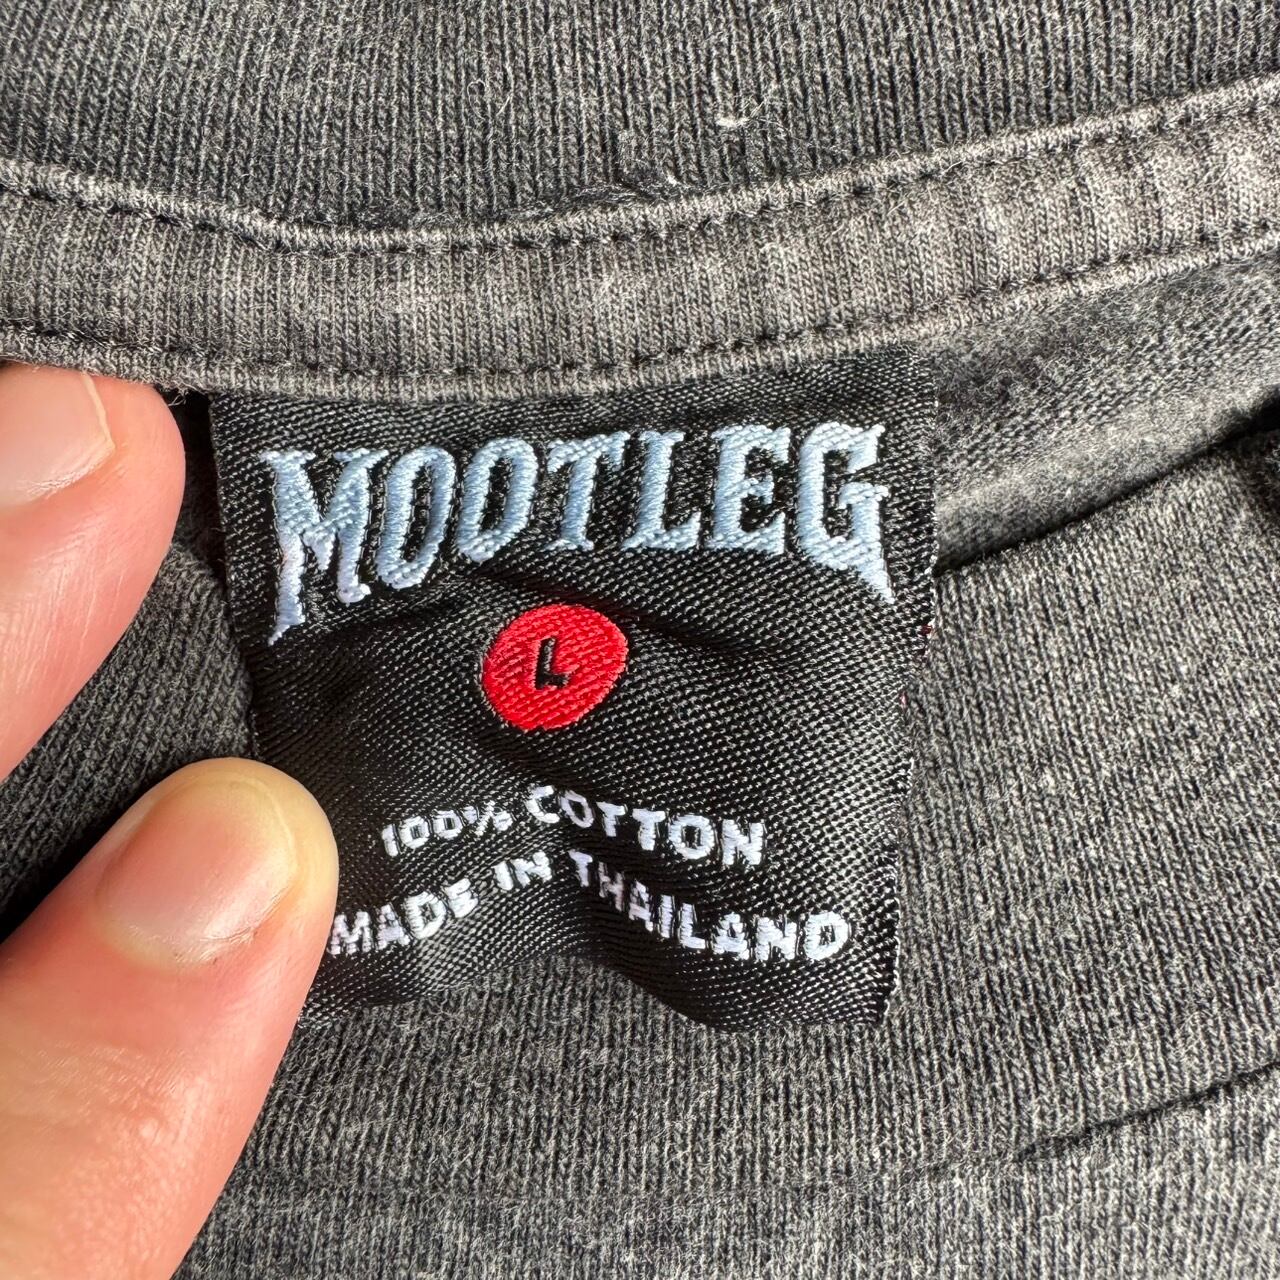 MOOTLEG
L
100% COTTON
MADE IN THAILAND